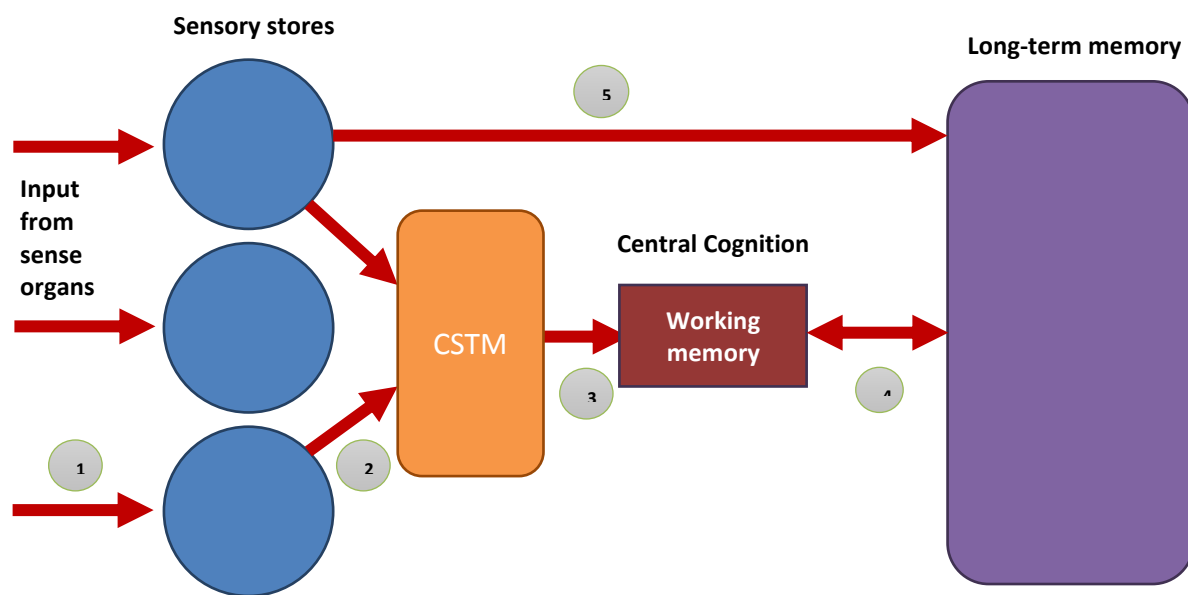 Sensory stores
Long-term memory
5
Input
from
sense
organs
Central Cognition
CSTM
Working
memory
3
4
1
2